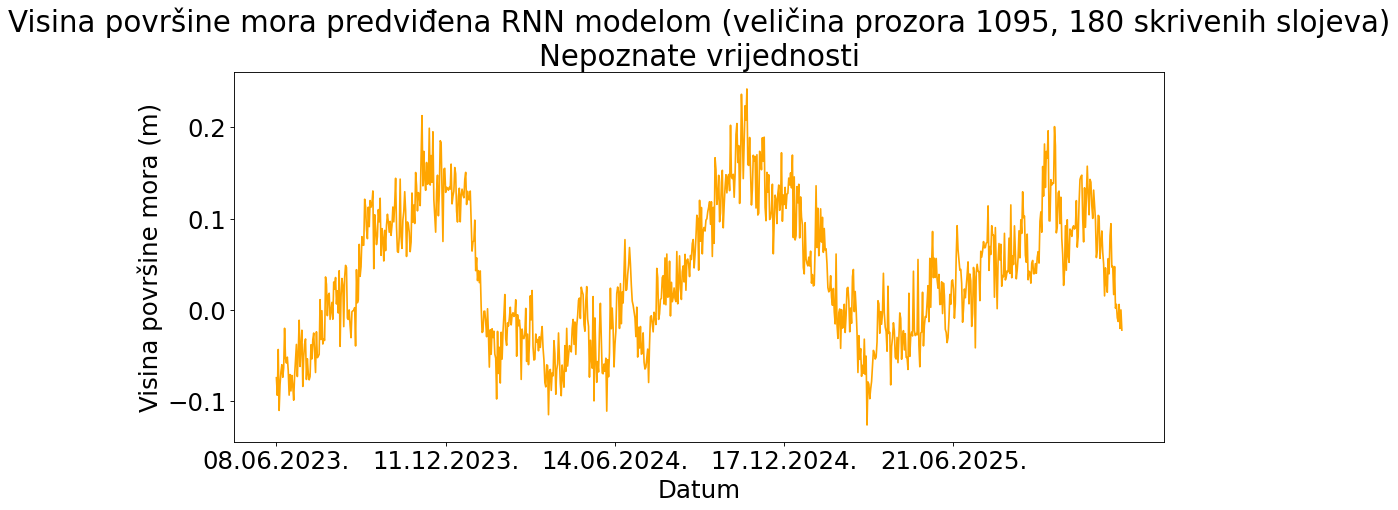 Visina površine mora predviđena RNN modelom (veličina prozora 1095, 180 skrivenih slojeva)
Nepoznate vrijednosti
Visina površine mora (m)
0.2
0.1
0.0
−0.1
08.06.2023. 11.12.2023. 14.06.2024. 17.12.2024. 21.06.2025.
Datum